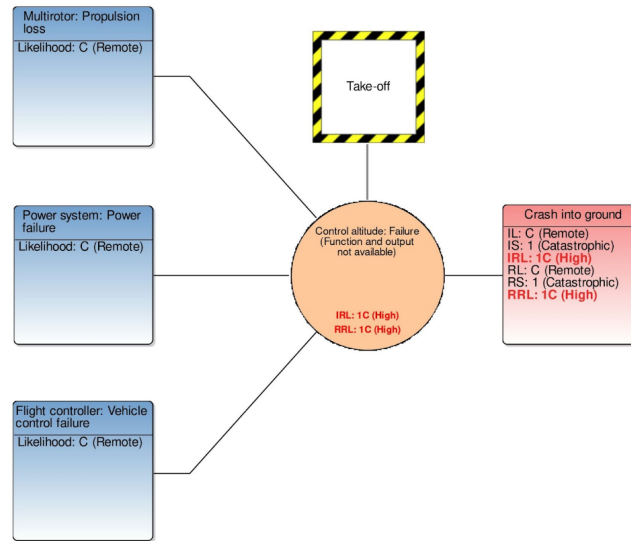 Multirotor: Propulsion
loss
Likelihood: C (Remote)
Take-off
Power system: Power
failure
Likelihood: C (Remote)
Control altitude: Failure
(Function and output
not available)
IRL: 1C (High)
RRL: 1C (High)
Crash into ground
IL: C (Remote)
IS: 1 (Catastrophic)
IRL: 1C (High)
RL: C (Remote)
RS: 1 (Catastrophic)
RRL: 1C (High)
Flight controller: Vehicle
control failure
Likelihood: C (Remote)